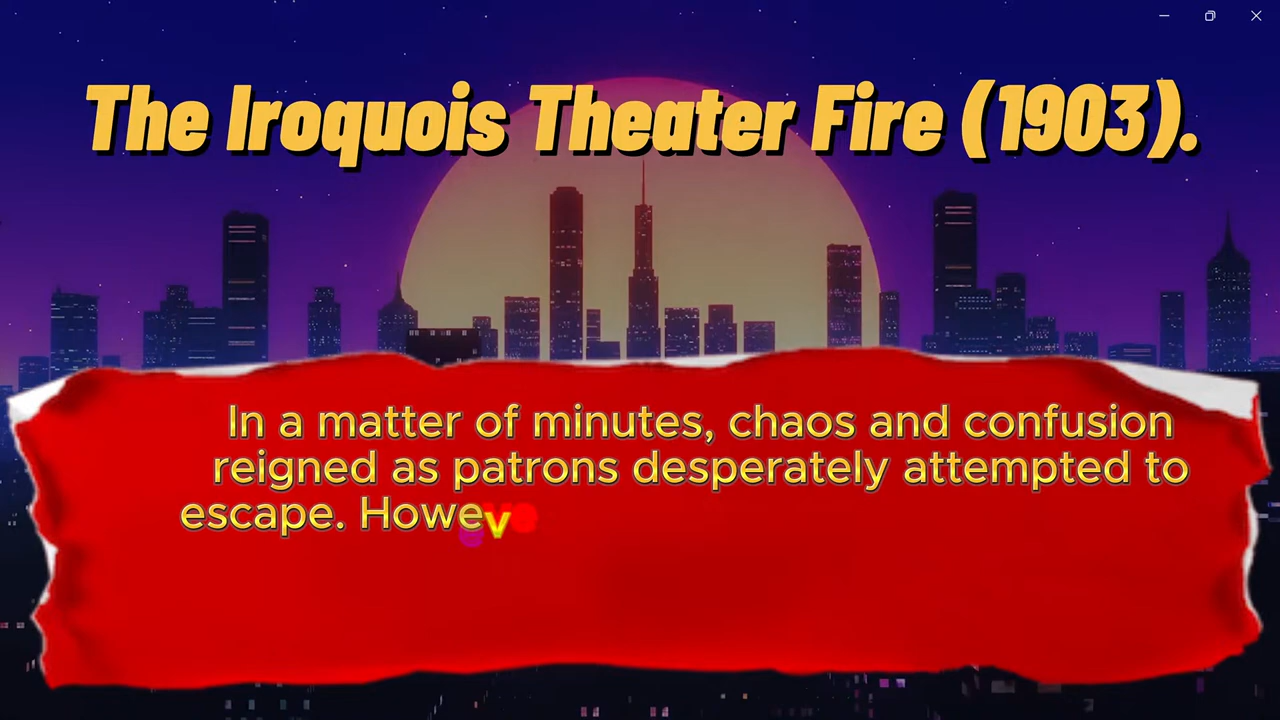 The Iroquois Theater Fire (1903).
In a matter of minutes, chaos and confusion
reigned as patrons desperately attempted to
escape. Howev